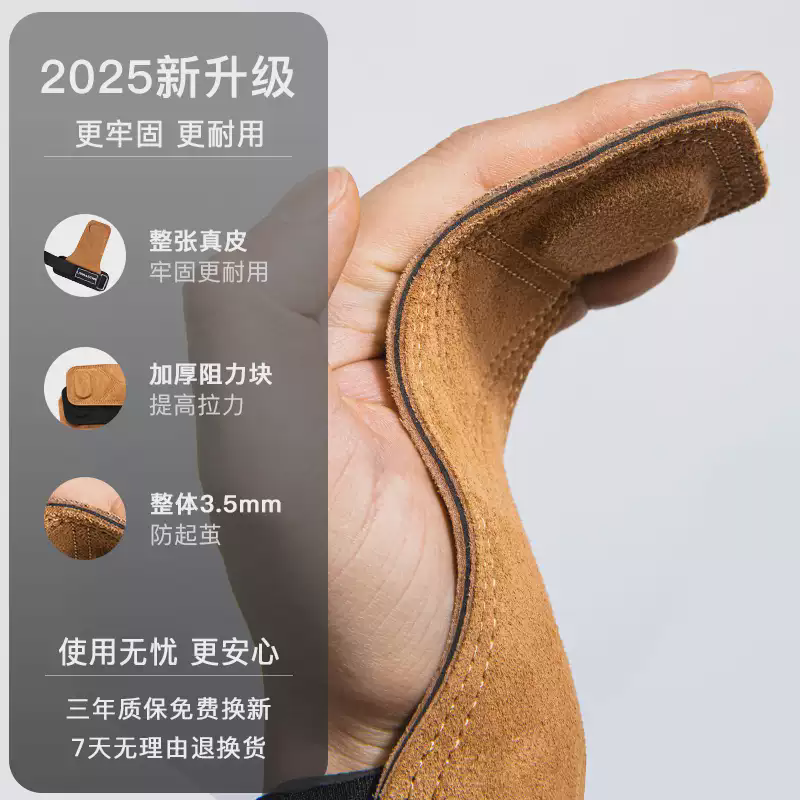 2025新升级
更牢固 更耐用
整张真皮
牢固更耐用
加厚阻力块
提高拉力
整体3.5mm
防起茧
使用无忧 更安心
三年质保免费换新
7天无理由退换货